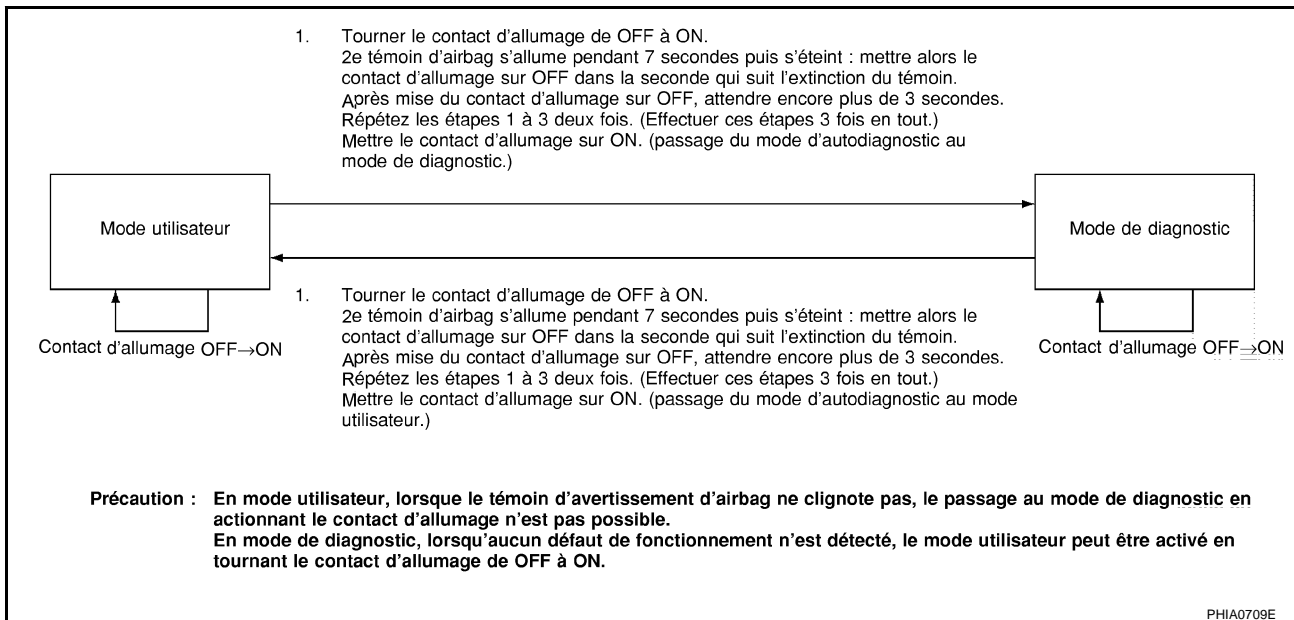 1. Tourner le contact d'allumage de OFF à ON.
2e témoin d'airbag s'allume pendant 7 secondes puis s'éteint : mettre alors le
contact d'allumage sur OFF dans la seconde qui suit l'extinction du témoin.
Après mise du contact d'allumage sur OFF, attendre encore plus de 3 secondes.
Répétez les étapes 1 à 3 deux fois. (Effectuer ces étapes 3 fois en tout.)
Mettre le contact d'allumage sur ON. (passage du mode d'autodiagnostic au
mode de diagnostic.)
Mode utilisateur
Mode de diagnostic
1. Tourner le contact d'allumage de OFF à ON.
2e témoin d'airbag s'allume pendant 7 secondes puis s'éteint : mettre alors le
contact d'allumage sur OFF dans la seconde qui suit l'extinction du témoin.
Après mise du contact d'allumage sur OFF, attendre encore plus de 3 secondes.
Répétez les étapes 1 à 3 deux fois. (Effectuer ces étapes 3 fois en tout.)
Mettre le contact d'allumage sur ON. (passage du mode d'autodiagnostic au mode
utilisateur.)
Contact d'allumage OFF→ON
Contact d'allumage OFF→ON
Précaution : En mode utilisateur, lorsque le témoin d'avertissement d'airbag ne clignote pas, le passage au mode de diagnostic en
actionnant le contact d'allumage n'est pas possible.
En mode de diagnostic, lorsqu'aucun défaut de fonctionnement n'est détecté, le mode utilisateur peut être activé en
tournant le contact d'allumage de OFF à ON.
PHIA0709E